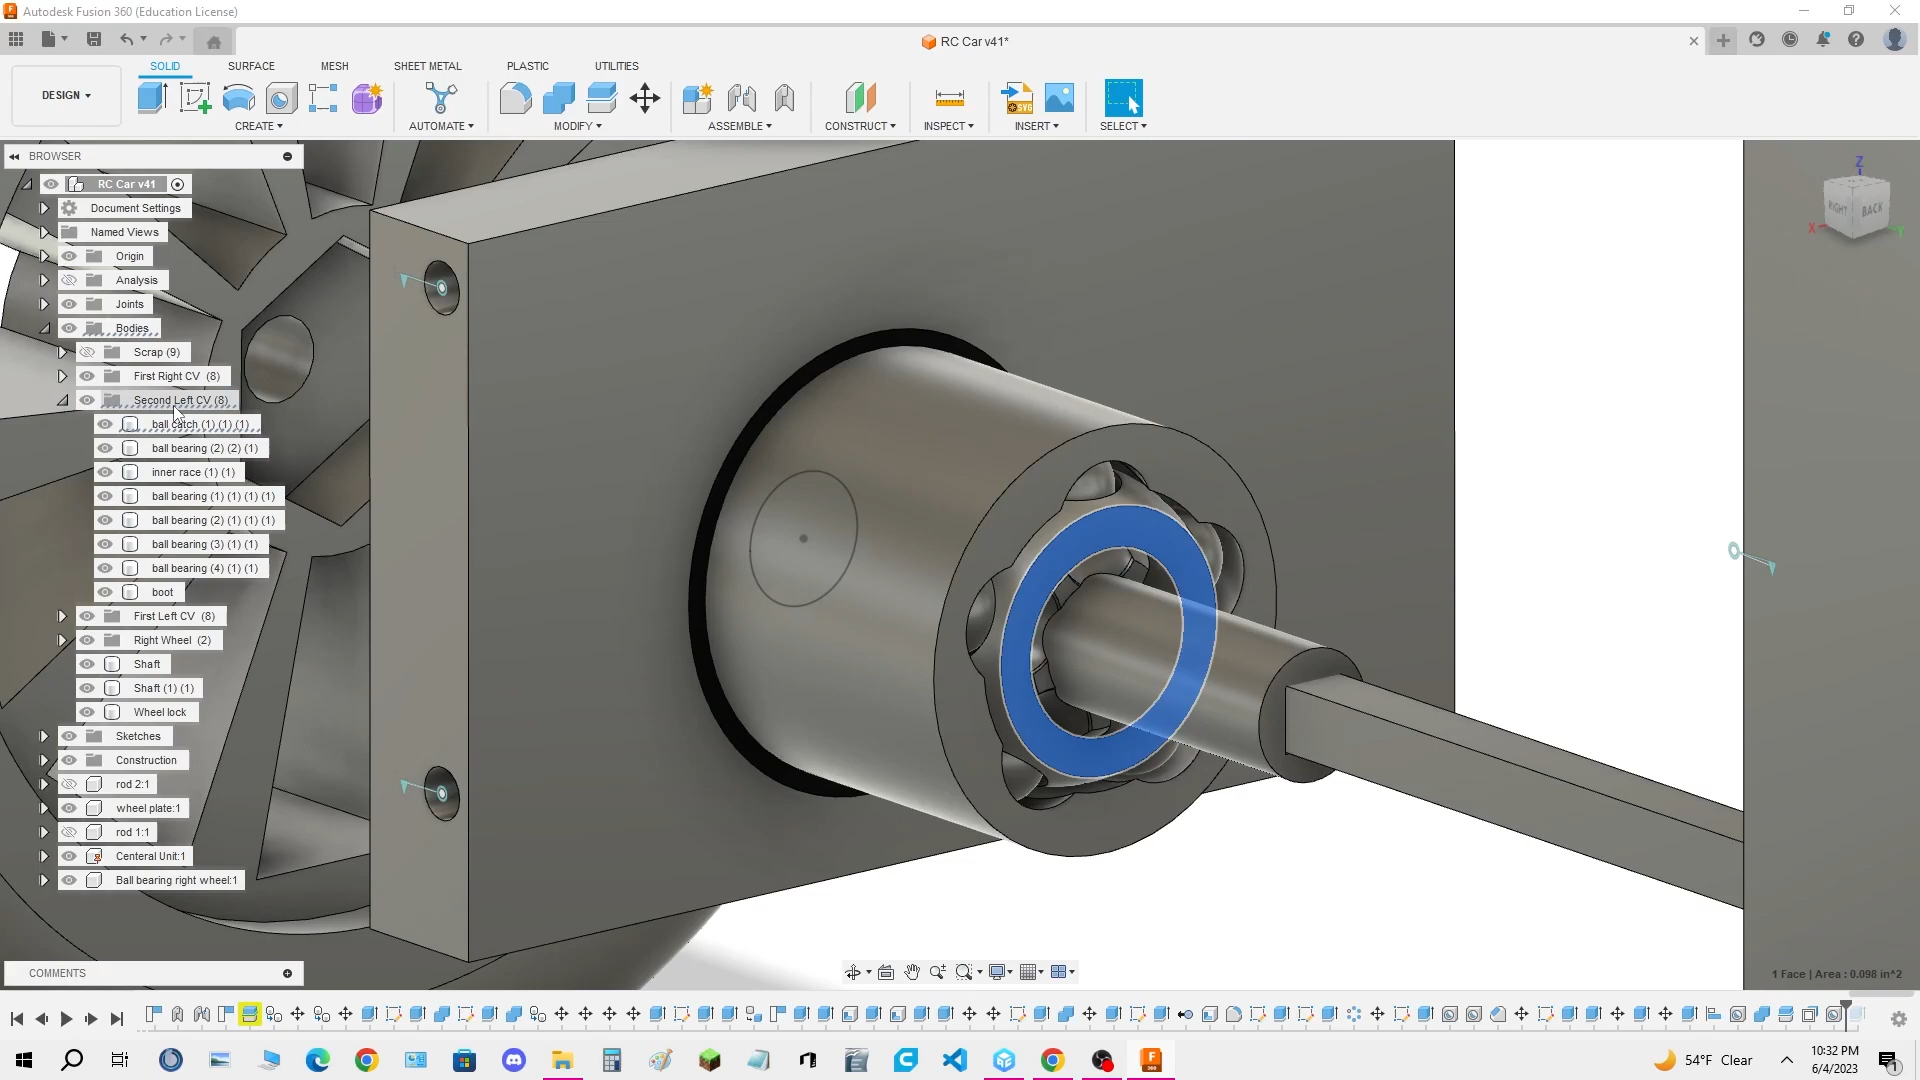 Autodesk Fusion 360 (Education License)
RC Car v41*
SOLID SURFACE MESH SHEET METAL PLASTIC UTILITIES
DESIGN
CREATE AUTOMATE MODIFY ASSEMBLE CONSTRUCT INSPECT INSERT SELECT
BROWSER
RC Car v41
Document Settings
Named Views
Origin
Analysis
Joints
Bodies
Scrap (9)
First Right CV (8)
Second Left CV (8)
ball catch (1) (1) (1)
ball bearing (2) (2) (1)
inner race (1) (1)
ball bearing (1) (1) (1) (1)
ball bearing (2) (1) (1) (1)
ball bearing (3) (1) (1)
ball bearing (4) (1) (1)
boot
First Left CV (8)
Right Wheel (2)
Shaft
Shaft (1) (1)
Wheel lock
Sketches
Construction
rod 2:1
wheel plate:1
rod 1:1
Centeral Unit:1
Ball bearing right wheel:1
Z
RIGHT BACK
X Y
COMMENTS
1 Face | Area : 0.098 in^2
54°F Clear
10:32 PM
6/4/2023
1